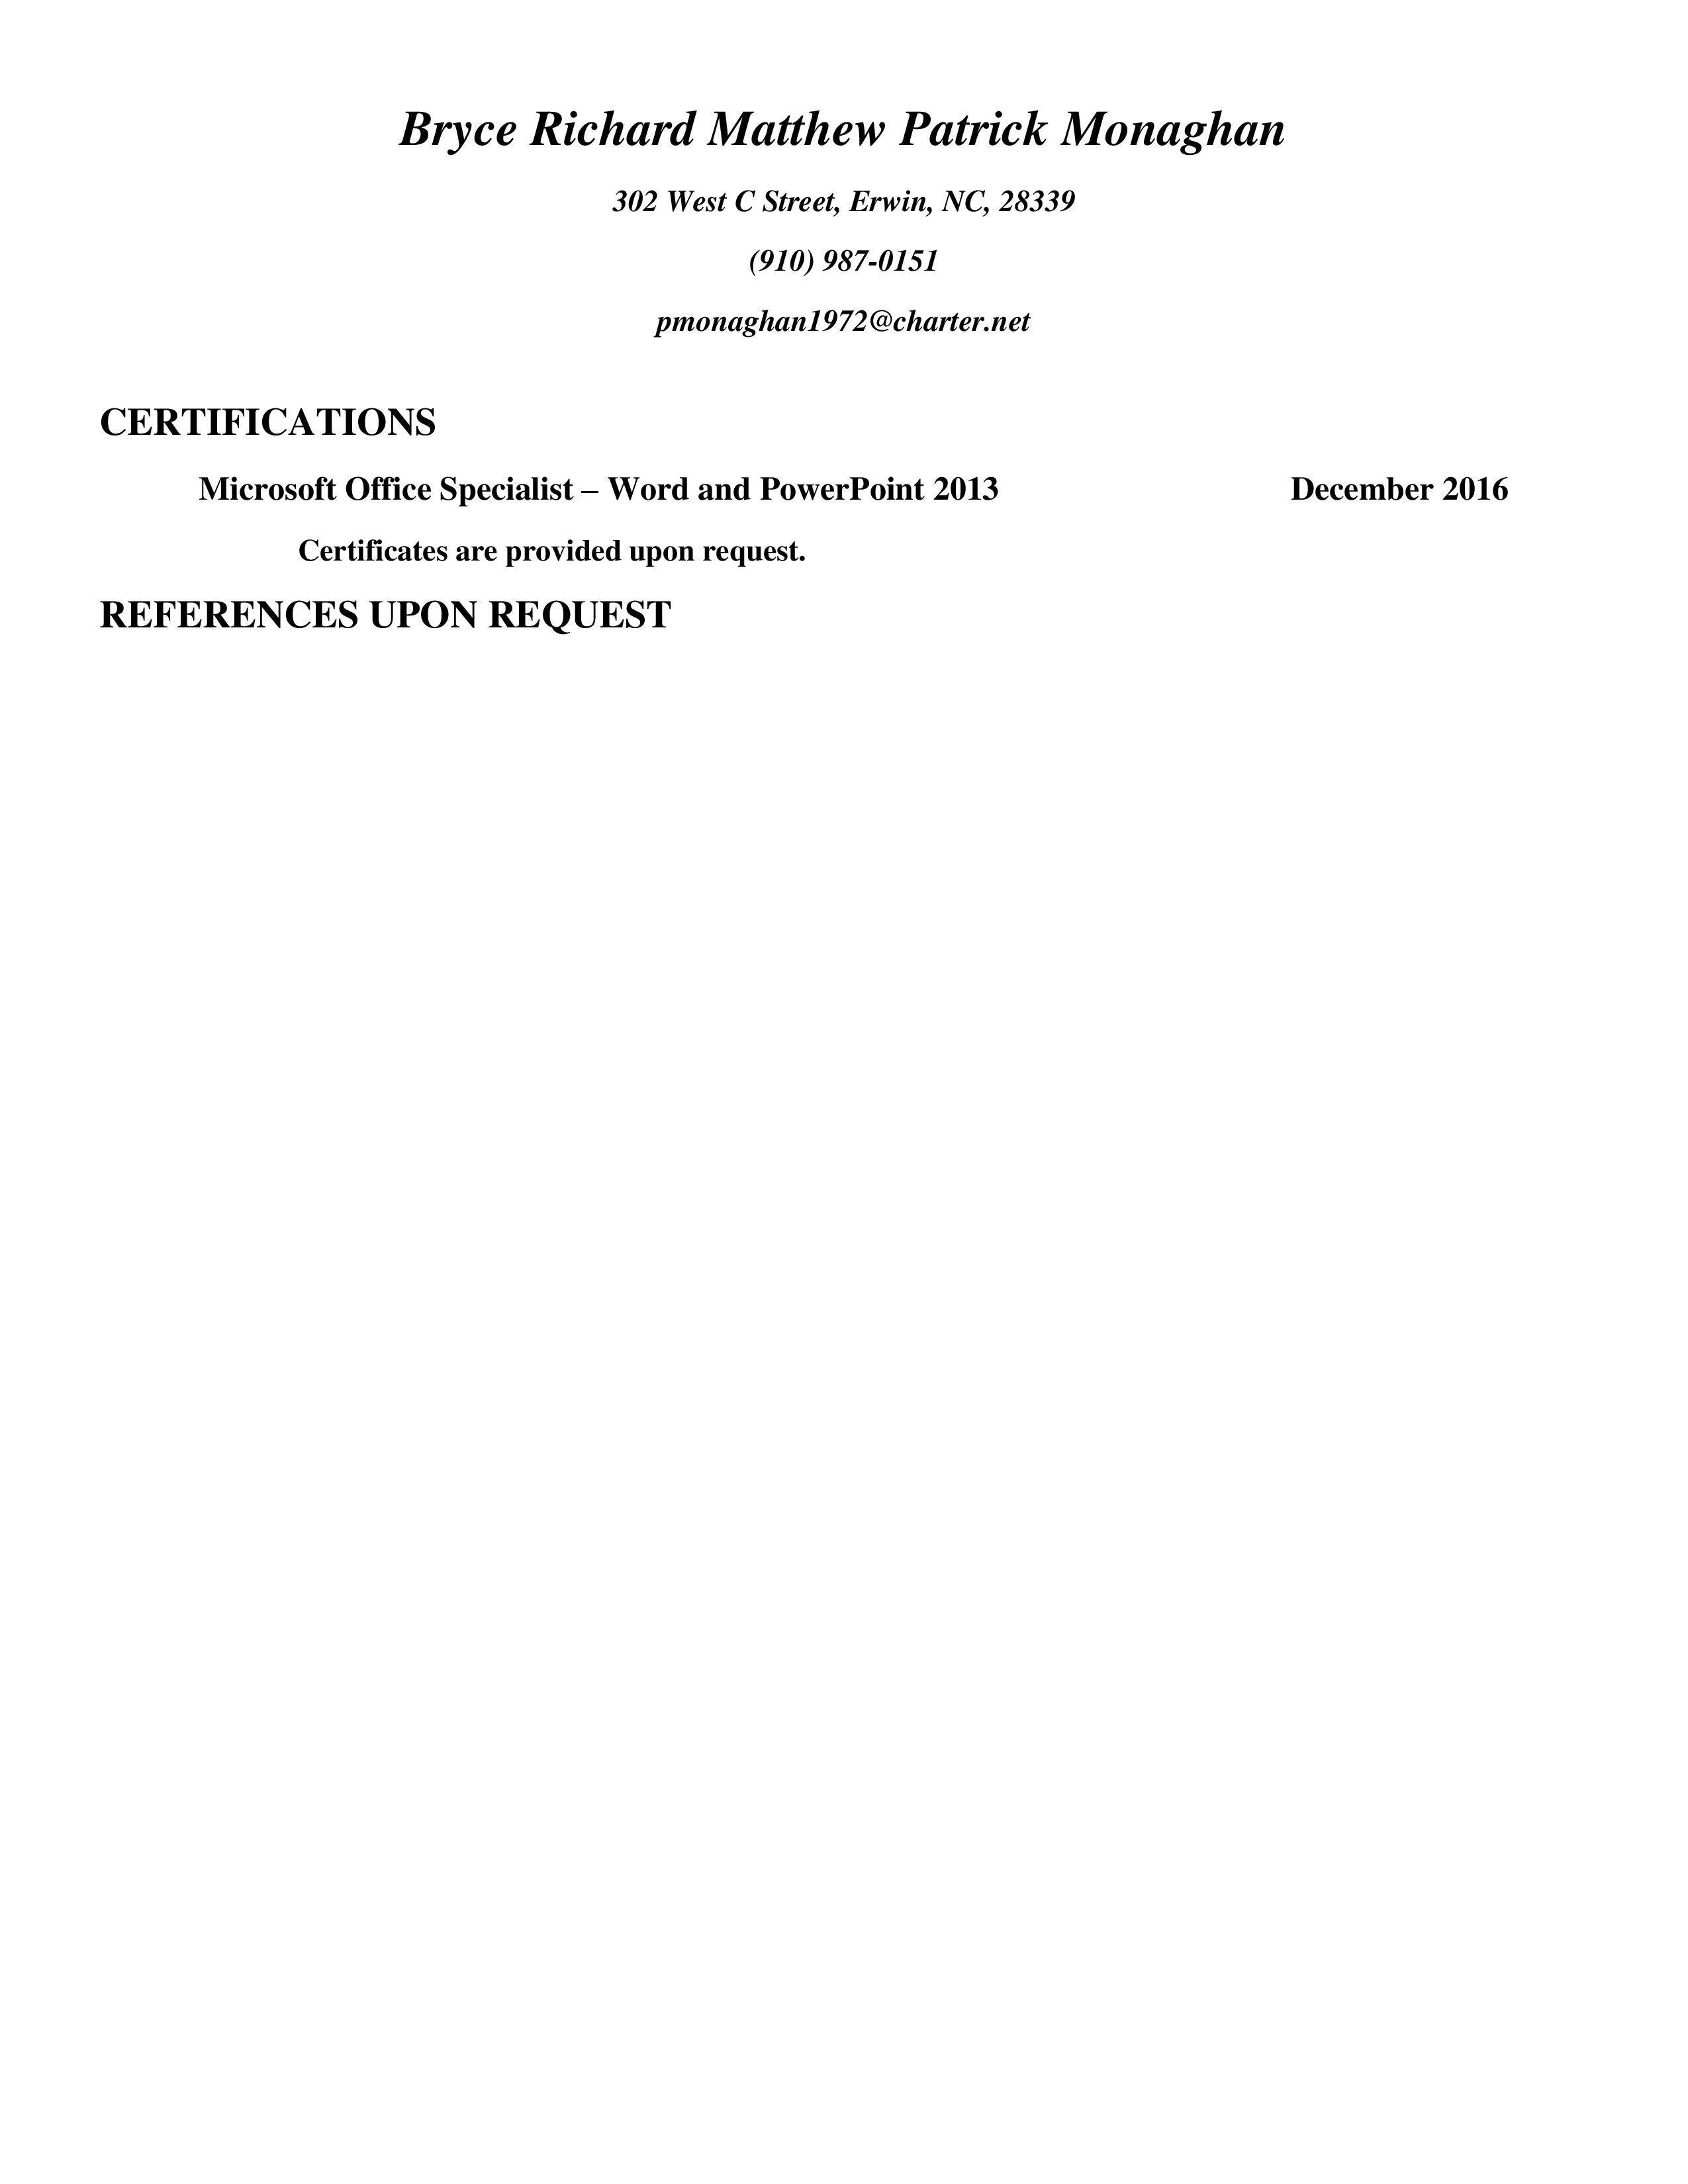 Bryce Richard Matthew Patrick Monaghan
302 West C Street, Erwin, NC, 28339
(910) 987-0151
pmonaghan1972@charter.net
CERTIFICATIONS
Microsoft Office Specialist – Word and PowerPoint 2013 December 2016
Certificates are provided upon request.
REFERENCES UPON REQUEST